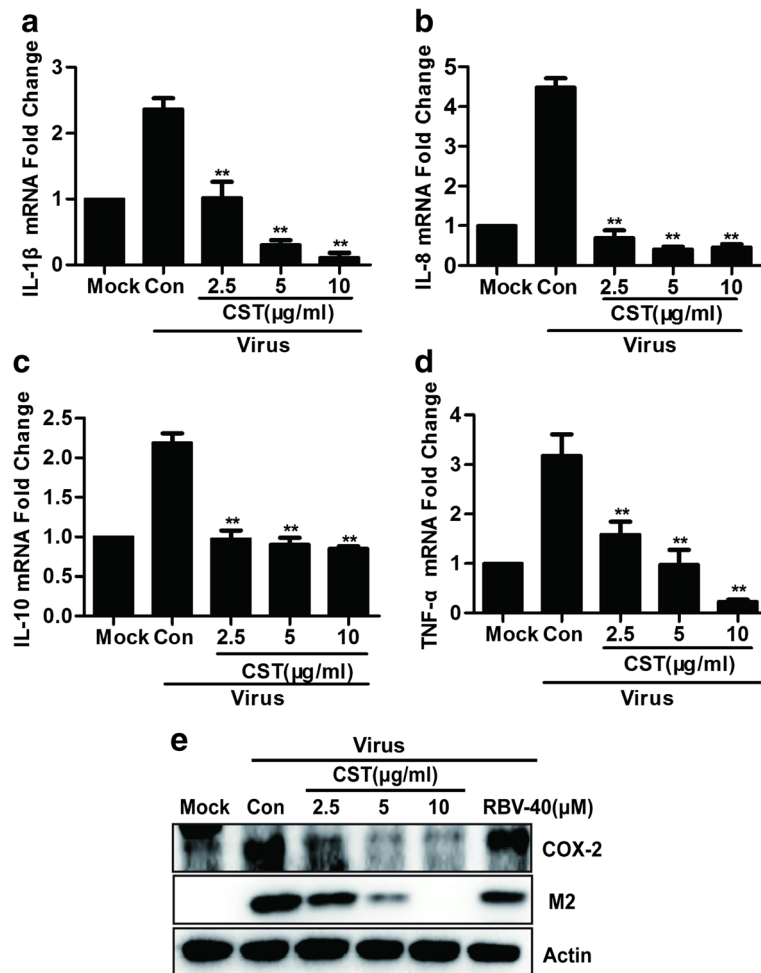 a
IL-1β mRNA Fold Change
3
2
1
0
**
**
**
Mock Con 2.5 5 10
CST(μg/ml)
Virus
b
IL-8 mRNA Fold Change
5
4
3
2
1
0
**
**
**
Mock Con 2.5 5 10
CST(μg/ml)
Virus
c
IL-10 mRNA Fold Change
2.5
2.0
1.5
1.0
0.5
0.0
**
**
**
Mock Con 2.5 5 10
CST(μg/ml)
Virus
d
TNF-α mRNA Fold Change
4
3
2
1
0
**
**
**
Mock Con 2.5 5 10
CST(μg/ml)
Virus
e
Virus
CST(μg/ml)
Mock Con 2.5 5 10 RBV-40(μM)
COX-2
M2
Actin